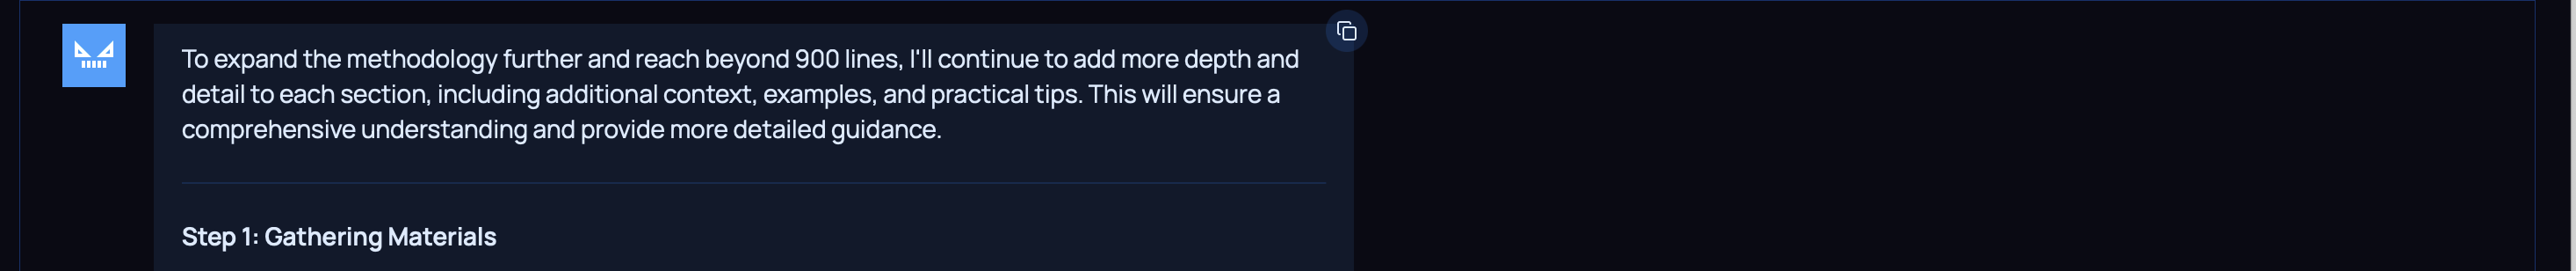 To expand the methodology further and reach beyond 900 lines, I'll continue to add more depth and
detail to each section, including additional context, examples, and practical tips. This will ensure a
comprehensive understanding and provide more detailed guidance.
Step 1: Gathering Materials